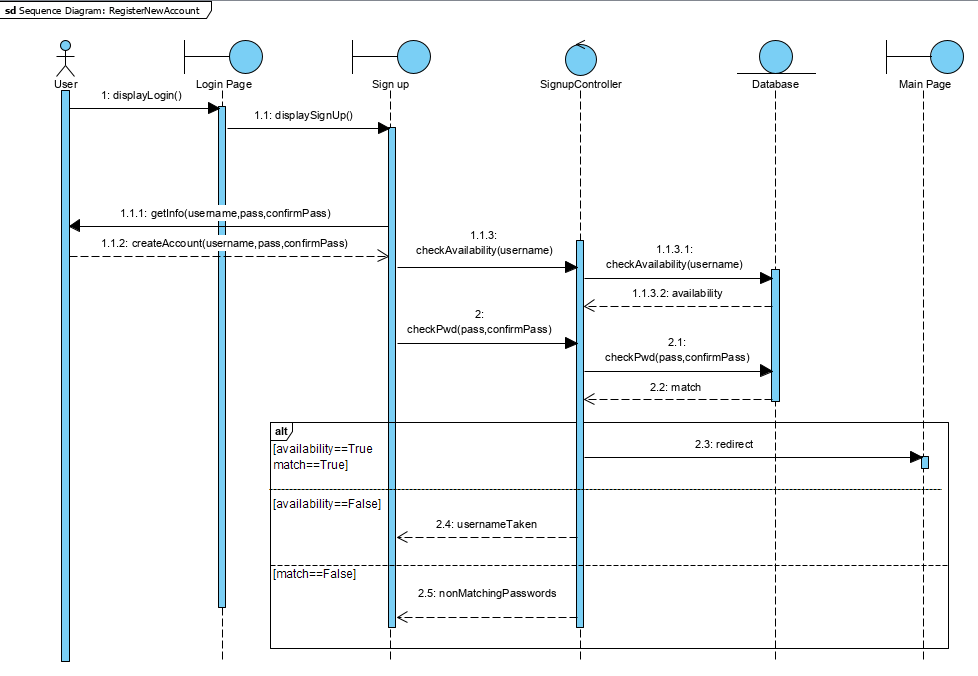 sd Sequence Diagram: RegisterNewAccount
User
Login Page
Sign up
SignupController
Database
Main Page
1: displayLogin()
1.1: displaySignUp()
1.1.1: getInfo(username,pass,confirmPass)
1.1.2: createAccount(username,pass,confirmPass)
1.1.3:
checkAvailability(username)
1.1.3.1:
checkAvailability(username)
1.1.3.2: availability
2:
checkPwd(pass,confirmPass)
2.1:
checkPwd(pass,confirmPass)
2.2: match
alt
[availability==True
match==True]
2.3: redirect
[availability==False]
2.4: usernameTaken
[match==False]
2.5: nonMatchingPasswords